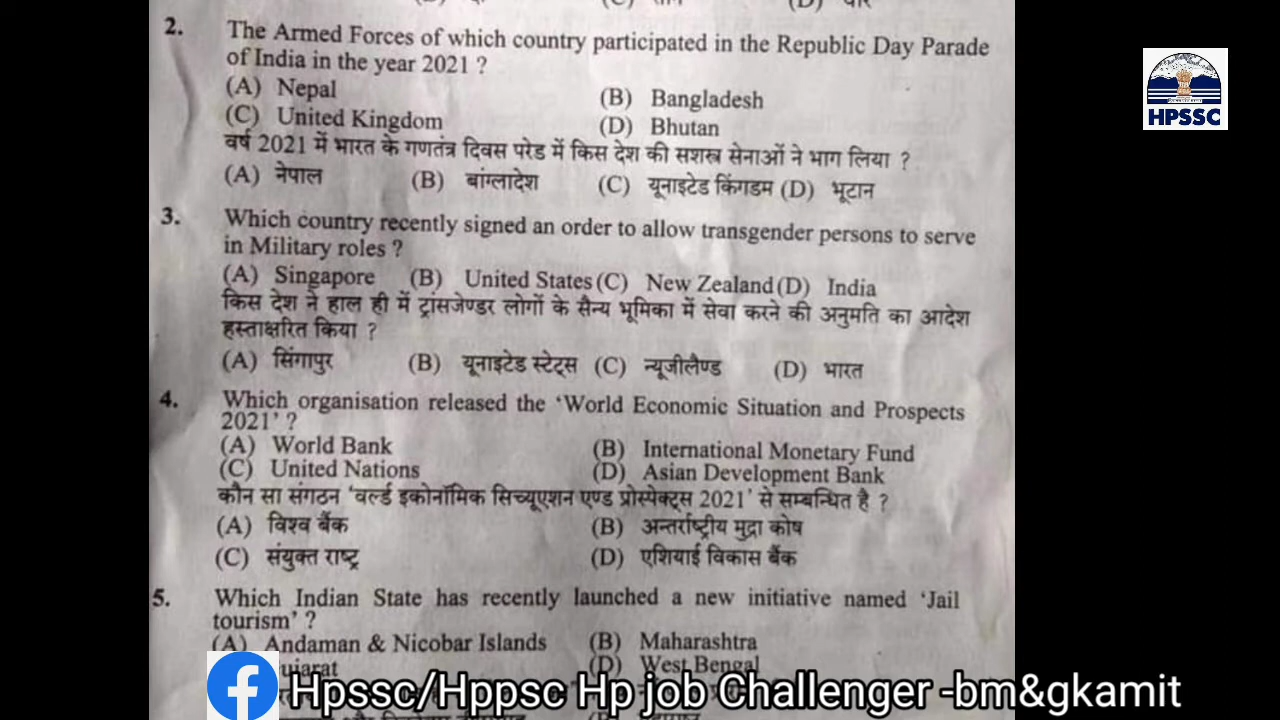 2. The Armed Forces of which country participated in the Republic Day Parade
of India in the year 2021 ?
(A) Nepal (B) Bangladesh
(C) United Kingdom (D) Bhutan
वर्ष 2021 में भारत के गणतंत्र दिवस परेड में किस देश की सशस्त्र सेनाओं ने भाग लिया ?
(A) नेपाल (B) बांग्लादेश (C) यूनाइटेड किंगडम (D) भूटान
3. Which country recently signed an order to allow transgender persons to serve
in Military roles ?
(A) Singapore (B) United States (C) New Zealand (D) India
किस देश ने हाल ही में ट्रांसजेण्डर लोगों के सैन्य भूमिका में सेवा करने की अनुमति का आदेश
हस्ताक्षरित किया ?
(A) सिंगापुर (B) यूनाइटेड स्टेट्स (C) न्यूजीलैण्ड (D) भारत
4. Which organisation released the ‘World Economic Situation and Prospects
2021’ ?
(A) World Bank (B) International Monetary Fund
(C) United Nations (D) Asian Development Bank
कौन सा संगठन ‘वर्ल्ड इकोनॉमिक सिच्यूएशन एण्ड प्रोस्पेक्ट्स 2021’ से सम्बन्धित है ?
(A) विश्व बैंक (B) अन्तर्राष्ट्रीय मुद्रा कोष
(C) संयुक्त राष्ट्र (D) एशियाई विकास बैंक
5. Which Indian State has recently launched a new initiative named ‘Jail
tourism’ ?
(A) Andaman & Nicobar Islands (B) Maharashtra
(D) West Bengal
Hpssc/Hppsc Hp job Challenger -bm&gkamit
HPSSC